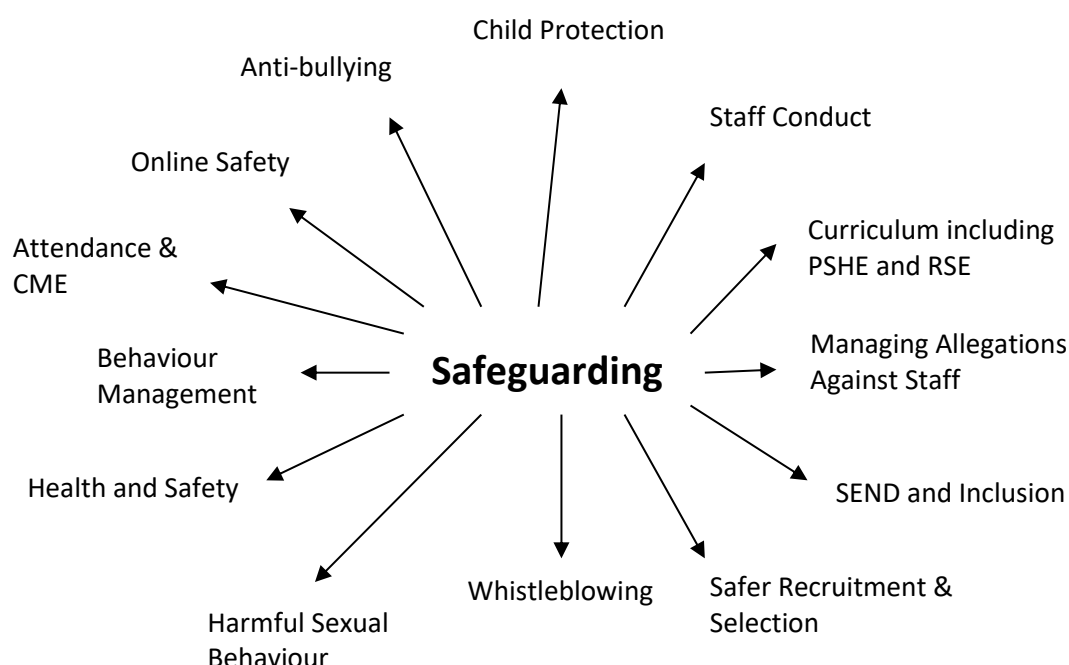 Child Protection
Anti-bullying
Staff Conduct
Online Safety
Curriculum including
PSHE and RSE
Attendance &
CME
Managing Allegations
Against Staff
Behaviour
Management
Safeguarding
Health and Safety
SEND and Inclusion
Whistleblowing
Safer Recruitment &
Selection
Harmful Sexual
Behaviour